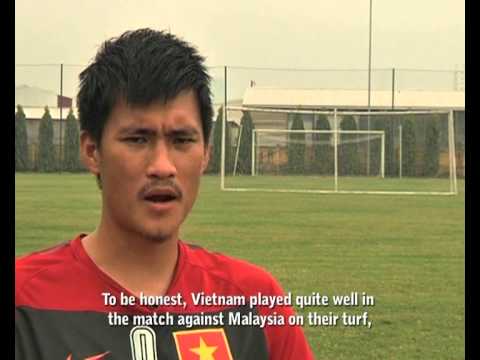 To be honest, Vietnam played quite well in
the match against Malaysia on their turf,